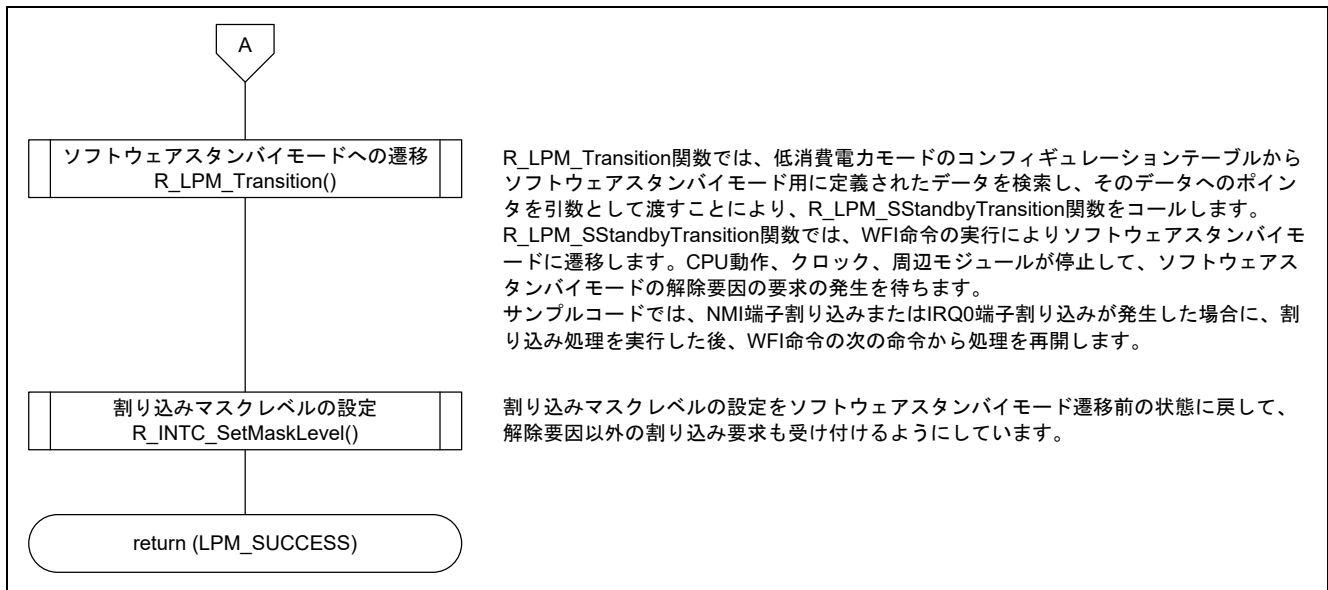 A
ソフトウェアスタンバイモードへの遷移
R_LPM_Transition()
R_LPM_Transition関数では、低消費電力モードのコンフィギュレーションテーブルから
ソフトウェアスタンバイモード用に定義されたデータを検索し、そのデータへのポイン
タを引数として渡すことにより、R_LPM_SStandbyTransition関数をコールします。
R_LPM_SStandbyTransition関数では、WFI命令の実行によりソフトウェアスタンバイモ
ードに遷移します。CPU動作、クロック、周辺モジュールが停止して、ソフトウェアス
タンバイモードの解除要因の要求の発生を待ちます。
サンプルコードでは、NMI端子割り込みまたはIRQ0端子割り込みが発生した場合に、割
り込み処理を実行した後、WFI命令の次の命令から処理を再開します。
割り込みマスクレベルの設定
R_INTC_SetMaskLevel()
割り込みマスクレベルの設定をソフトウェアスタンバイモード遷移前の状態に戻して、
解除要因以外の割り込み要求も受け付けるようにしています。
return (LPM_SUCCESS)